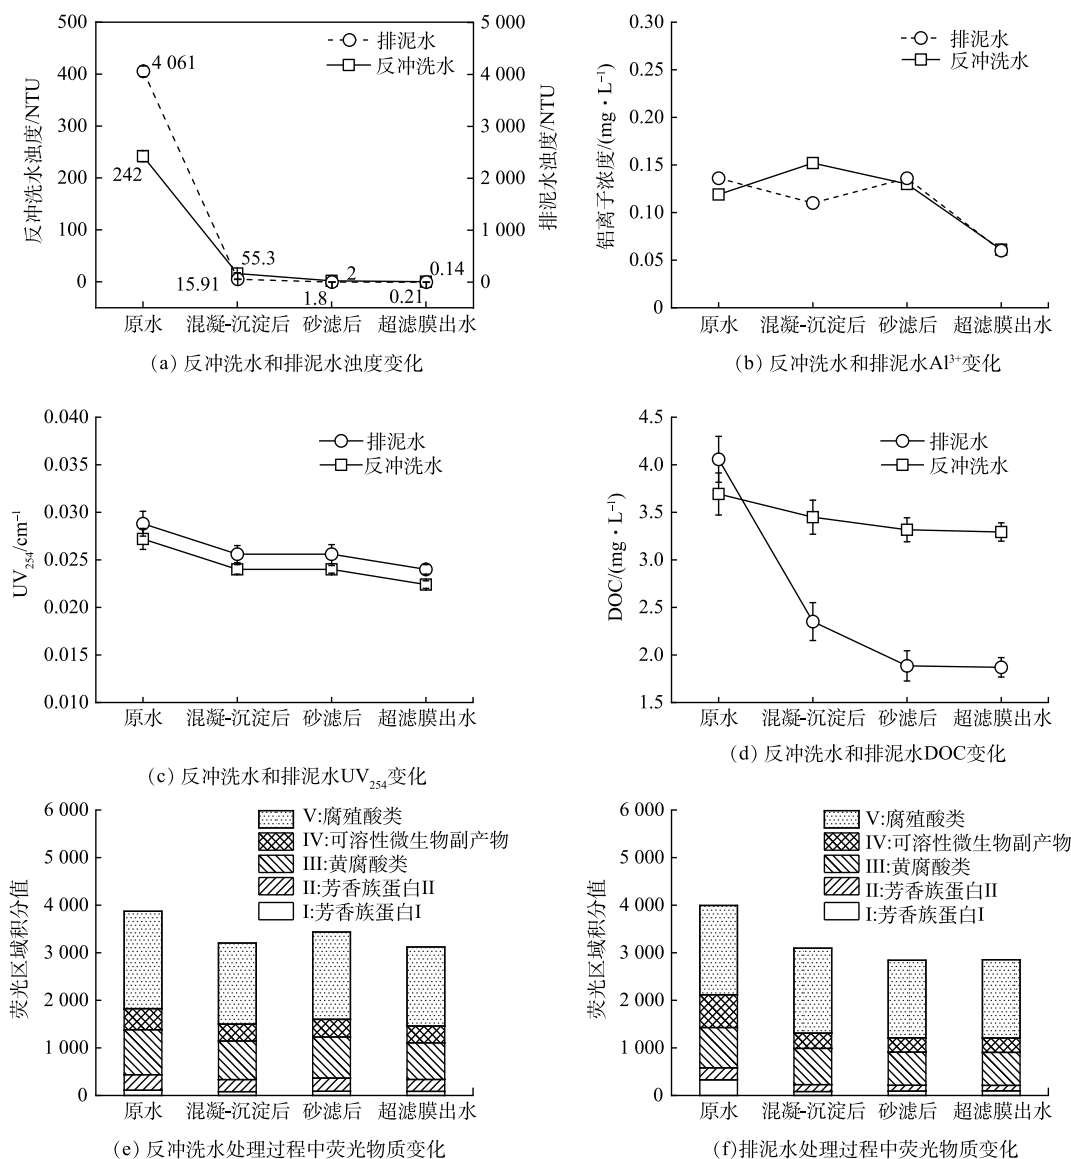 500
400
300
200
100
0
反冲洗水浊度/NTU
5 000
4 000
3 000
2 000
1 000
0
排泥水浊度/NTU
排泥水
反冲洗水
4 061
242
55.3
15.91
2
1.8
0.14
0.21
原水 混凝-沉淀后 砂滤后 超滤膜出水
(a) 反冲洗水和排泥水浊度变化
0.30
0.25
0.20
0.15
0.10
0.05
0
铝离子浓度/(mg·L⁻¹)
排泥水
反冲洗水
原水 混凝-沉淀后 砂滤后 超滤膜出水
(b) 反冲洗水和排泥水Al³⁺变化
0.040
0.035
0.030
0.025
0.020
0.015
0.010
UV₂₅₄/cm⁻¹
排泥水
反冲洗水
原水 混凝-沉淀后 砂滤后 超滤膜出水
(c) 反冲洗水和排泥水UV₂₅₄变化
4.5
4.0
3.5
3.0
2.5
2.0
1.5
DOC/(mg·L⁻¹)
排泥水
反冲洗水
原水 混凝-沉淀后 砂滤后 超滤膜出水
(d) 反冲洗水和排泥水DOC变化
6 000
5 000
4 000
3 000
2 000
1 000
0
荧光区域积分值
V:腐殖酸类
IV:可溶性微生物副产物
III:黄腐酸类
II:芳香族蛋白II
I:芳香族蛋白I
原水 混凝-沉淀后 砂滤后 超滤膜出水
(e) 反冲洗水处理过程中荧光物质变化
6 000
5 000
4 000
3 000
2 000
1 000
0
荧光区域积分值
V:腐殖酸类
IV:可溶性微生物副产物
III:黄腐酸类
II:芳香族蛋白II
I:芳香族蛋白I
原水 混凝-沉淀后 砂滤后 超滤膜出水
(f)排泥水处理过程中荧光物质变化